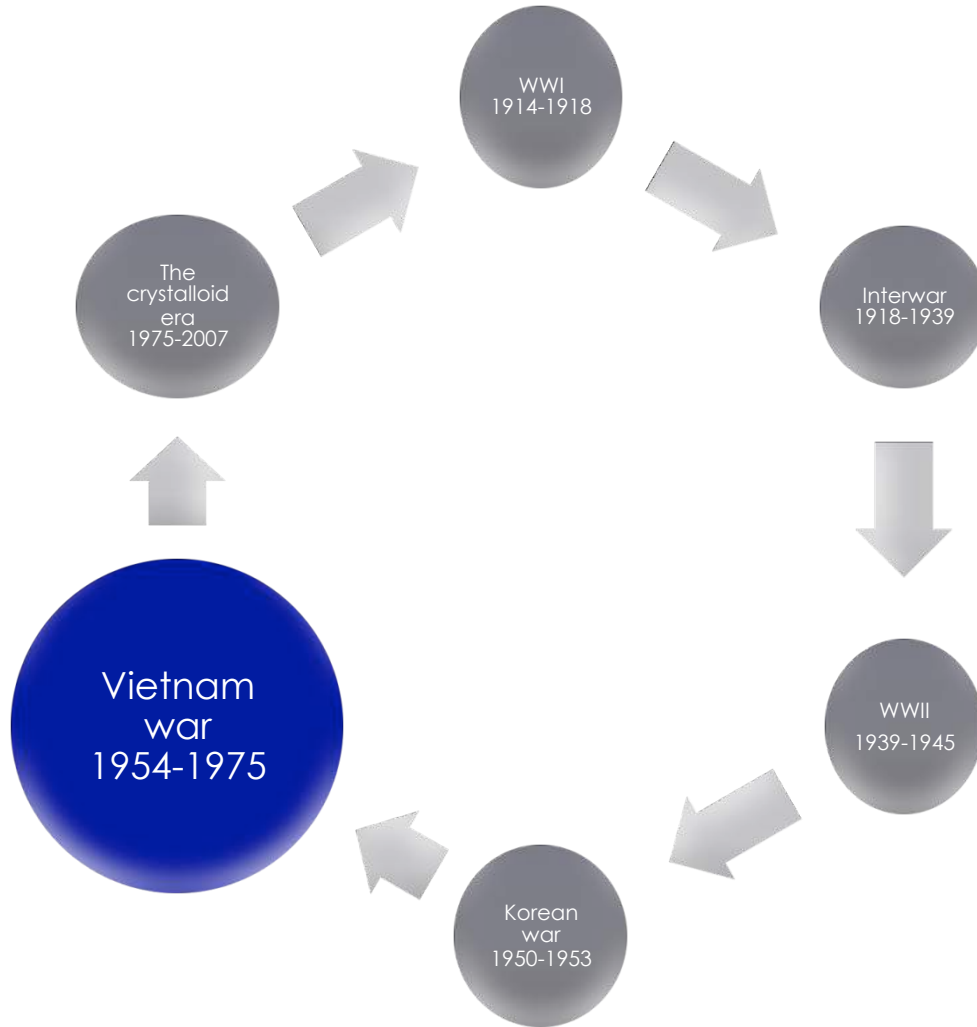 WWI
1914-1918
Interwar
1918-1939
WWII
1939-1945
Korean
war
1950-1953
Vietnam
war
1954-1975
The
crystalloid
era
1975-2007